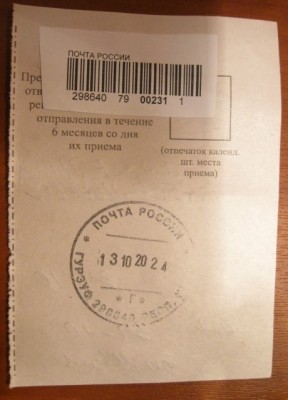 ПОЧТА РОССИИ
298640 79 00231 1
отправления в течение
6 месяцев со дня
их приема
(отпечаток календ.
шт. места
приема)
* ПОЧТА РОССИИ *
13 10 20 24
* Г *
ГУРЗУФ 298640